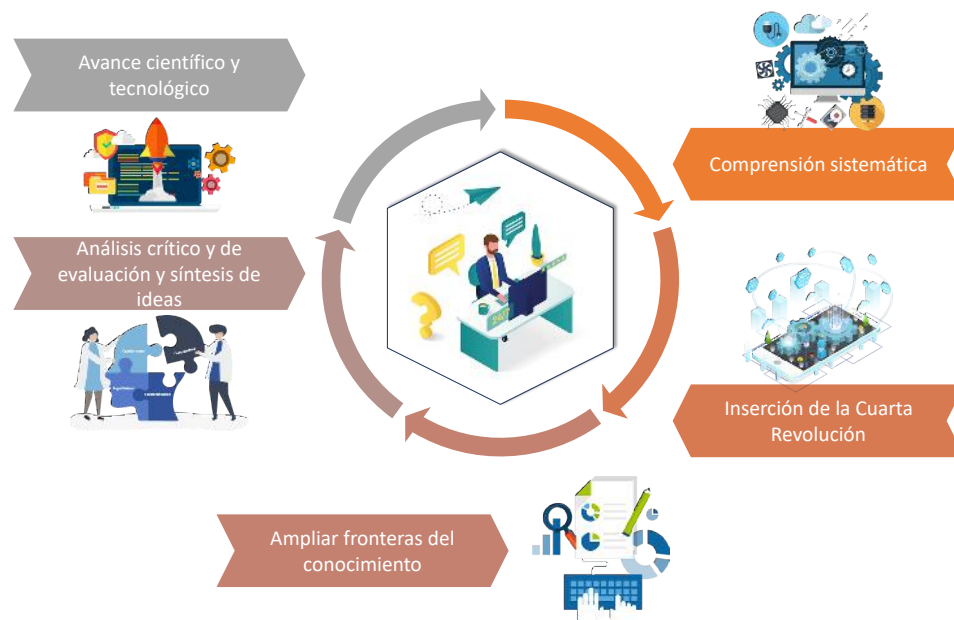 Avance científico y
tecnológico
Comprensión sistemática
Análisis crítico y de
evaluación y síntesis de
ideas
Inserción de la Cuarta
Revolución
Ampliar fronteras del
conocimiento